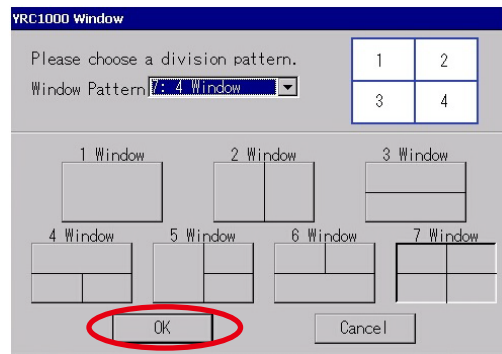 YRC1000 Window
Please choose a division pattern.
Window Pattern 7: 4 Window
1 2
3 4
1 Window 2 Window 3 Window
4 Window 5 Window 6 Window 7 Window
OK Cancel